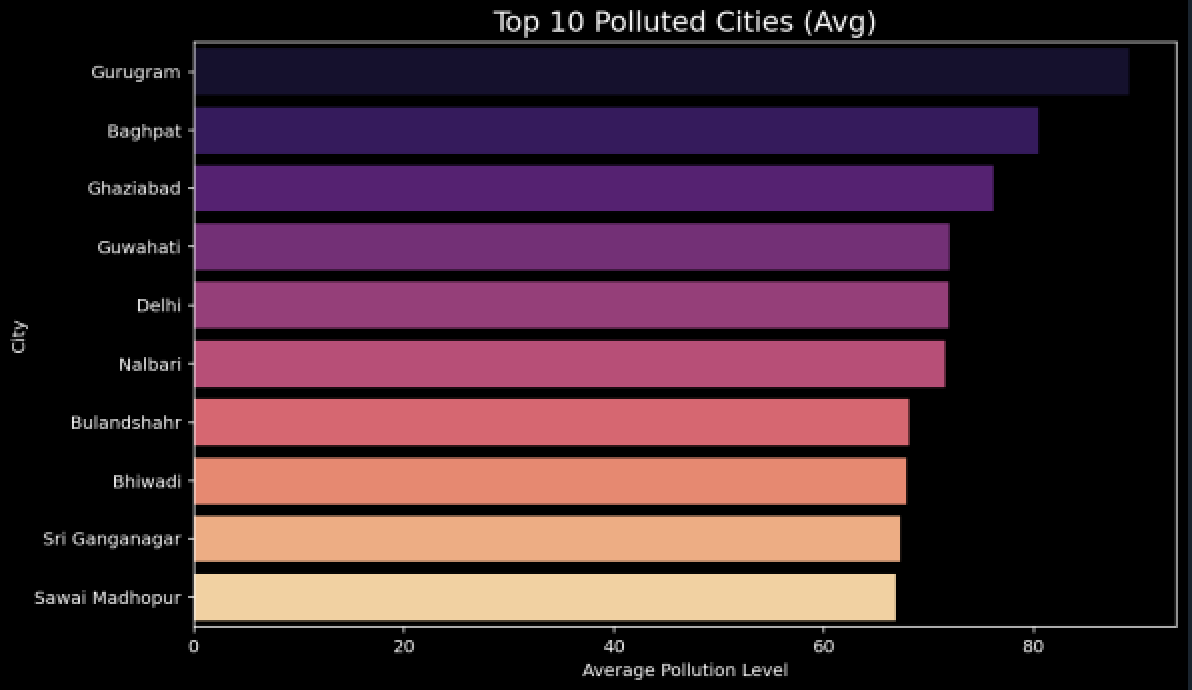 Top 10 Polluted Cities (Avg)
Gurugram
Baghpat
Ghaziabad
Guwahati
Delhi
Nalbari
Bulandshahr
Bhiwadi
Sri Ganganagar
Sawai Madhopur
City
0 20 40 60 80
Average Pollution Level